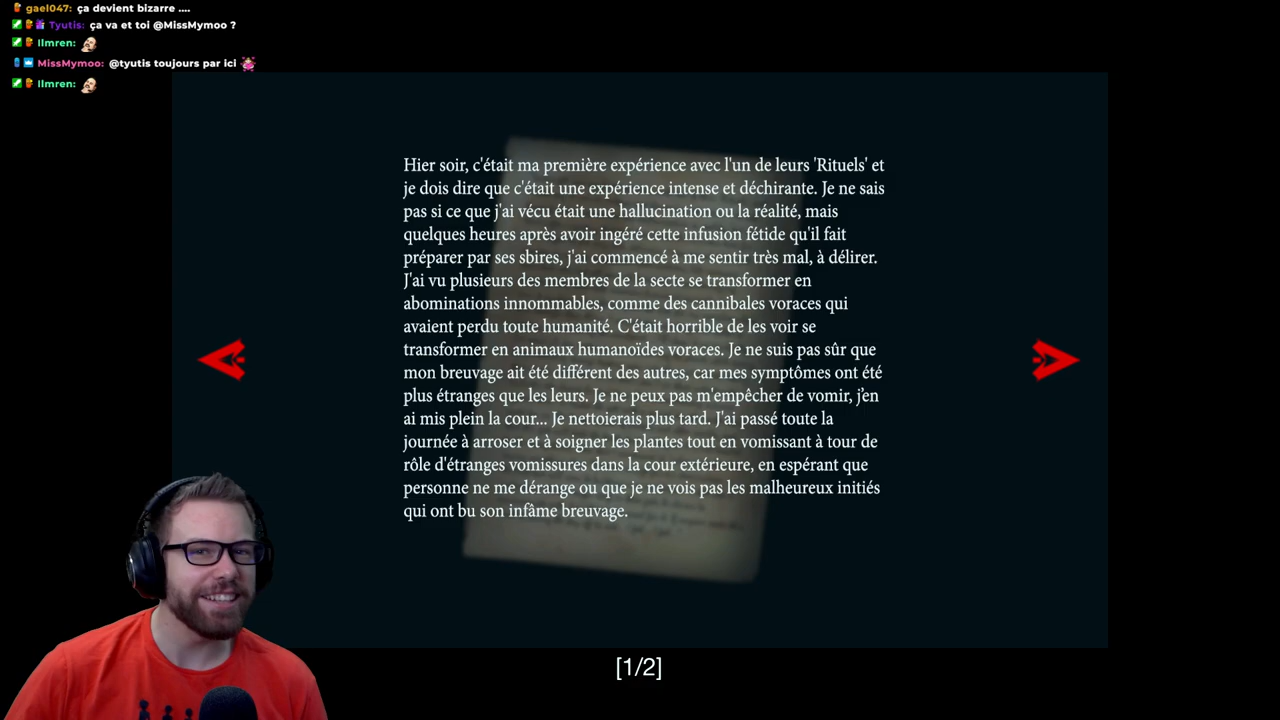 gael047: ça devient bizarre ....
Tyutis: ça va et toi @MissMymoo ?
Ilmren:
MissMymoo: @tyutis toujours par ici
Ilmren:
Hier soir, c'était ma première expérience avec l'un de leurs 'Rituels' et
je dois dire que c'était une expérience intense et déchirante. Je ne sais
pas si ce que j'ai vécu était une hallucination ou la réalité, mais
quelques heures après avoir ingéré cette infusion fétide qu'il fait
préparer par ses sbires, j'ai commencé à me sentir très mal, à délirer.
J'ai vu plusieurs des membres de la secte se transformer en
abominations innommables, comme des cannibales voraces qui
avaient perdu toute humanité. C'était horrible de les voir se
transformer en animaux humanoïdes voraces. Je ne suis pas sûr que
mon breuvage ait été différent des autres, car mes symptômes ont été
plus étranges que les leurs. Je ne peux pas m'empêcher de vomir, j'en
ai mis plein la cour... Je nettoierais plus tard. J'ai passé toute la
journée à arroser et à soigner les plantes tout en vomissant à tour de
rôle d'étranges vomissures dans la cour extérieure, en espérant que
personne ne me dérange ou que je ne vois pas les malheureux initiés
qui ont bu son infâme breuvage.
[1/2]